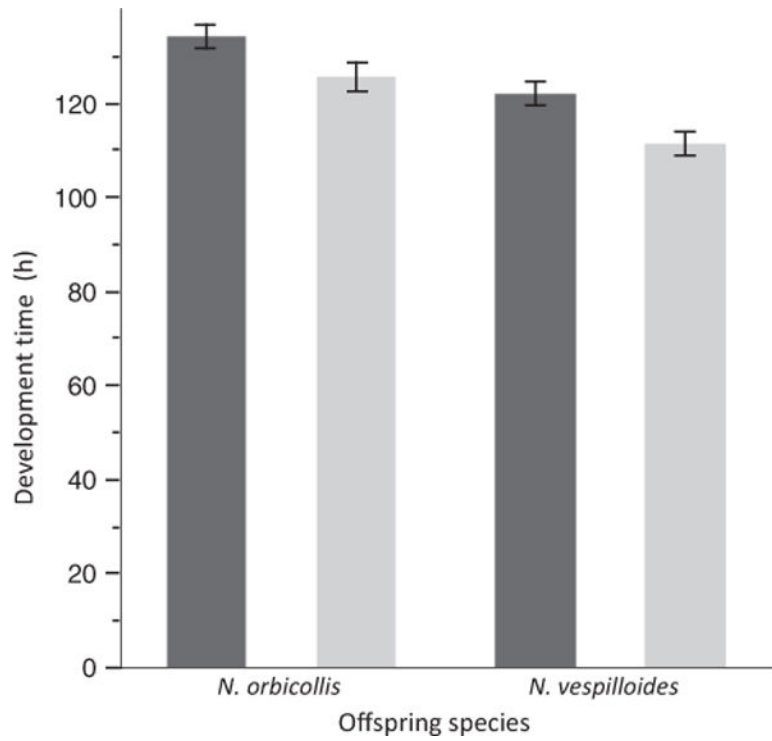 Development time (h)
120
100
80
60
40
20
0
N. orbicollis
N. vespilloides
Offspring species